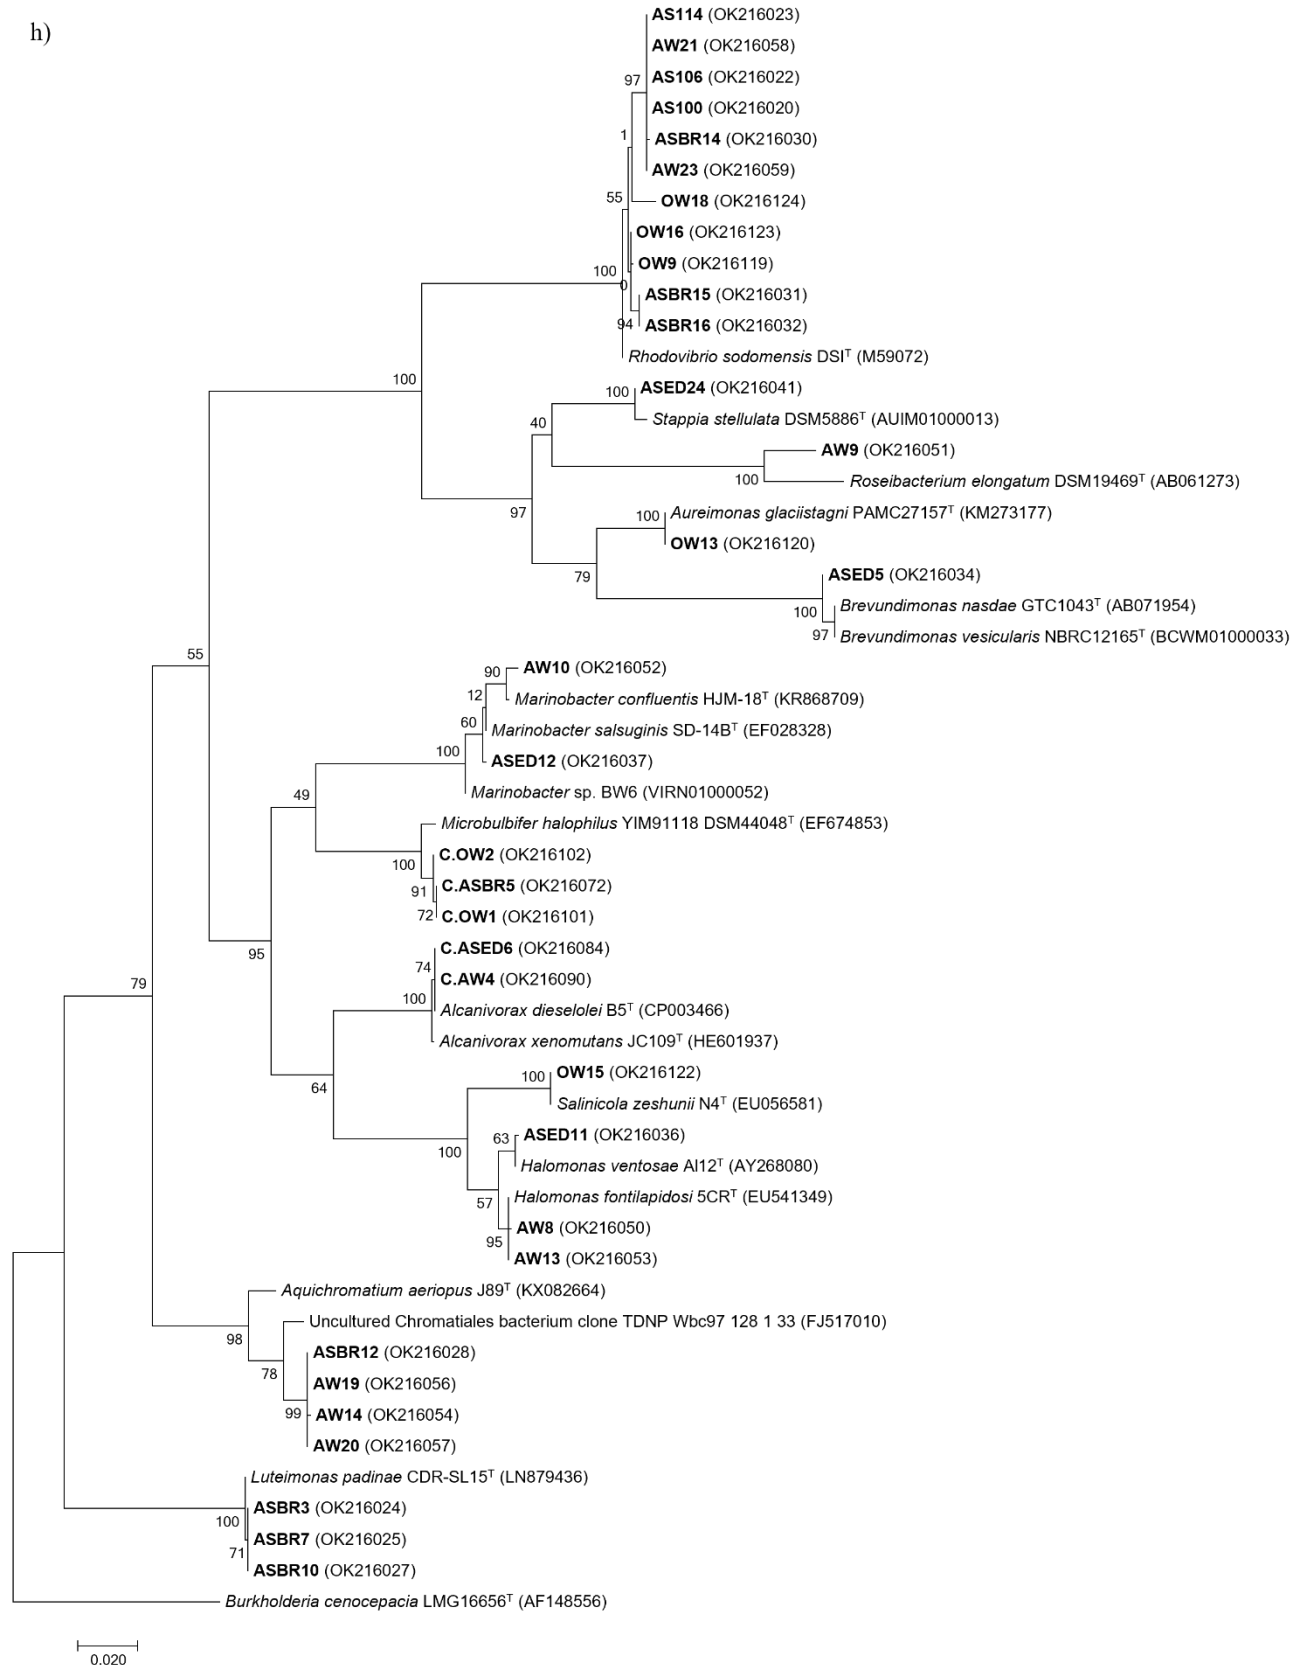 h)
AS114 (OK216023)
AW21 (OK216058)
AS106 (OK216022)
97
AS100 (OK216020)
1
ASBR14 (OK216030)
AW23 (OK216059)
55
OW18 (OK216124)
OW16 (OK216123)
100
OW9 (OK216119)
0
ASBR15 (OK216031)
94
ASBR16 (OK216032)
Rhodovibrio sodomensis DSIᵀ (M59072)
100
100
ASED24 (OK216041)
40
Stappia stellulata DSM5886ᵀ (AUIM01000013)
AW9 (OK216051)
100
Roseibacterium elongatum DSM19469ᵀ (AB061273)
97
100
Aureimonas glaciistagni PAMC27157ᵀ (KM273177)
OW13 (OK216120)
79
ASED5 (OK216034)
100
Brevundimonas nasdae GTC1043ᵀ (AB071954)
97
Brevundimonas vesicularis NBRC12165ᵀ (BCWM01000033)
55
90
AW10 (OK216052)
12
Marinobacter confluentis HJM-18ᵀ (KR868709)
60
Marinobacter salsuginis SD-14Bᵀ (EF028328)
100
ASED12 (OK216037)
49
Marinobacter sp. BW6 (VIRN01000052)
Microbulbifer halophilus YIM91118 DSM44048ᵀ (EF674853)
100
C.OW2 (OK216102)
91
C.ASBR5 (OK216072)
72
C.OW1 (OK216101)
95
C.ASED6 (OK216084)
74
79
C.AW4 (OK216090)
100
Alcanivorax dieselolei B5ᵀ (CP003466)
Alcanivorax xenomutans JC109ᵀ (HE601937)
64
100
OW15 (OK216122)
Salinicola zeshunii N4ᵀ (EU056581)
100
63
ASED11 (OK216036)
Halomonas ventosae Al12ᵀ (AY268080)
57
Halomonas fontilapidosi 5CRᵀ (EU541349)
AW8 (OK216050)
95
AW13 (OK216053)
Aquichromatium aeriopus J89ᵀ (KX082664)
98
Uncultured Chromatiales bacterium clone TDNP Wbc97 128 1 33 (FJ517010)
78
ASBR12 (OK216028)
AW19 (OK216056)
99
AW14 (OK216054)
AW20 (OK216057)
Luteimonas padinae CDR-SL15ᵀ (LN879436)
100
ASBR3 (OK216024)
ASBR7 (OK216025)
71
ASBR10 (OK216027)
Burkholderia cenocepacia LMG16656ᵀ (AF148556)
0.020